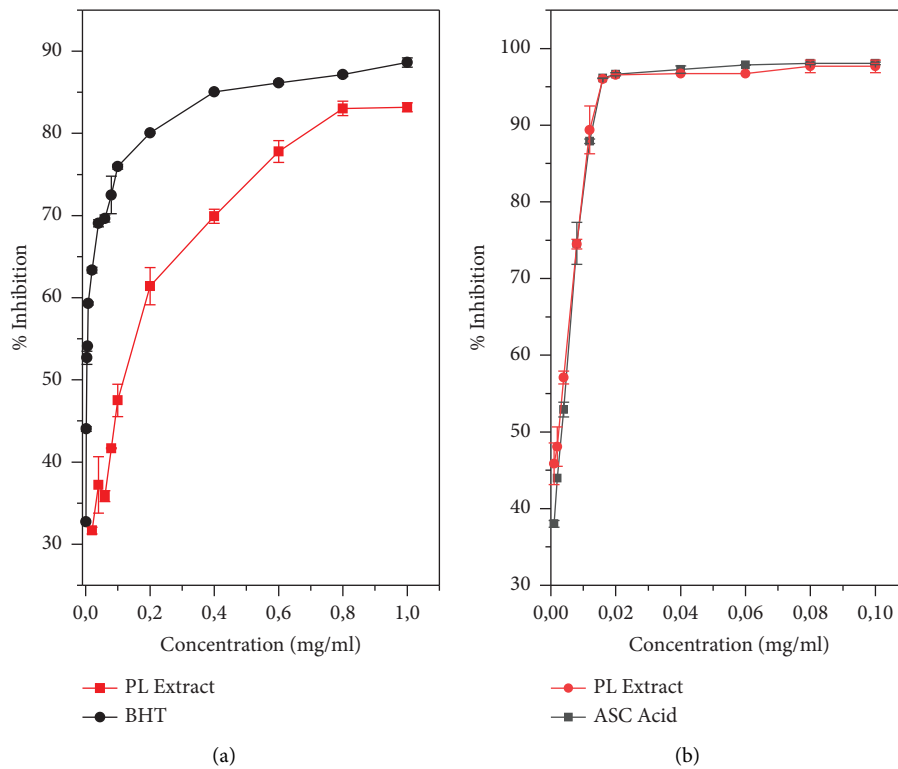 90
80
70
60
50
40
30
% Inhibition
0,0 0,2 0,4 0,6 0,8 1,0
Concentration (mg/ml)
PL Extract
BHT
(a)
100
90
80
70
60
50
40
30
% Inhibition
0,00 0,02 0,04 0,06 0,08 0,10
Concentration (mg/ml)
PL Extract
ASC Acid
(b)